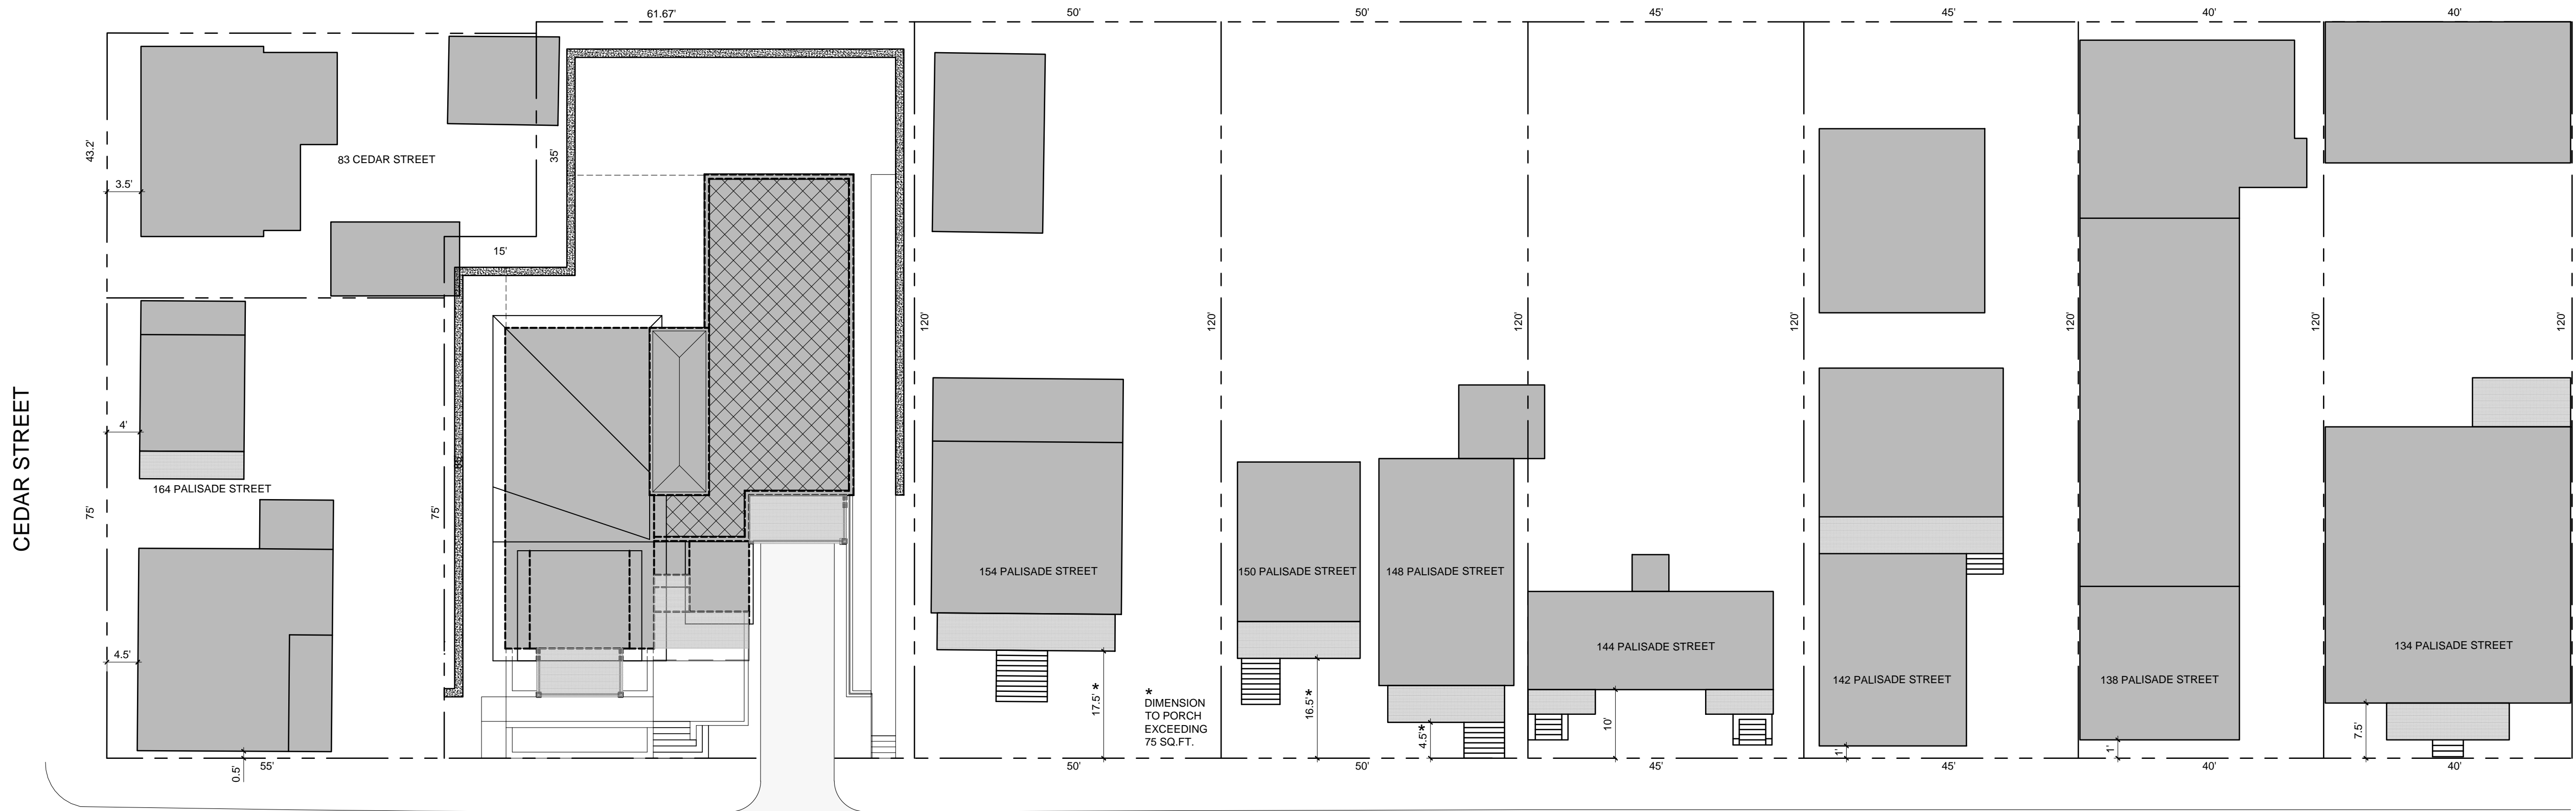 61.67'
50'
50'
45'
45'
40'
40'
43.2'
35'
3.5'
83 CEDAR STREET
15'
120'
120'
120'
120'
120'
120'
120'
CEDAR STREET
4'
164 PALISADE STREET
75'
75'
154 PALISADE STREET
150 PALISADE STREET
148 PALISADE STREET
144 PALISADE STREET
134 PALISADE STREET
142 PALISADE STREET
138 PALISADE STREET
4.5'
17.5' *
*
DIMENSION
TO PORCH
EXCEEDING
75 SQ.FT.
16.5'*
4.5'*
10'
1'
1'
7.5'
0.5'
55'
50'
50'
45'
45'
40'
40'